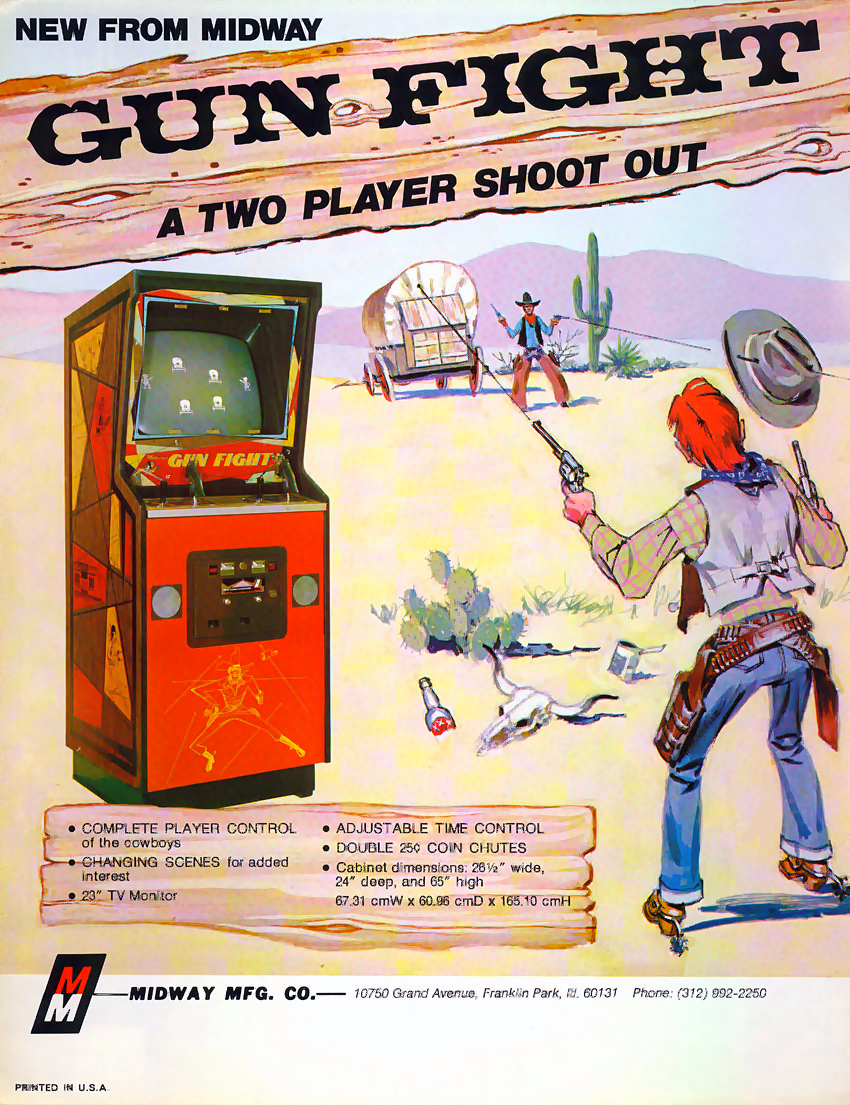 NEW FROM MIDWAY
GUN FIGHT
A TWO PLAYER SHOOT OUT
GUN FIGHT
• COMPLETE PLAYER CONTROL
of the cowboys
• CHANGING SCENES for added
interest
• 23" TV Monitor
• ADJUSTABLE TIME CONTROL
• DOUBLE 25¢ COIN CHUTES
• Cabinet dimensions: 26½" wide,
24" deep, and 65" high
67.31 cmW x 60.96 cmD x 165.10 cmH
MM
MIDWAY MFG. CO.
10750 Grand Avenue, Franklin Park, Ill. 60131 Phone: (312) 992-2250
PRINTED IN U.S.A.